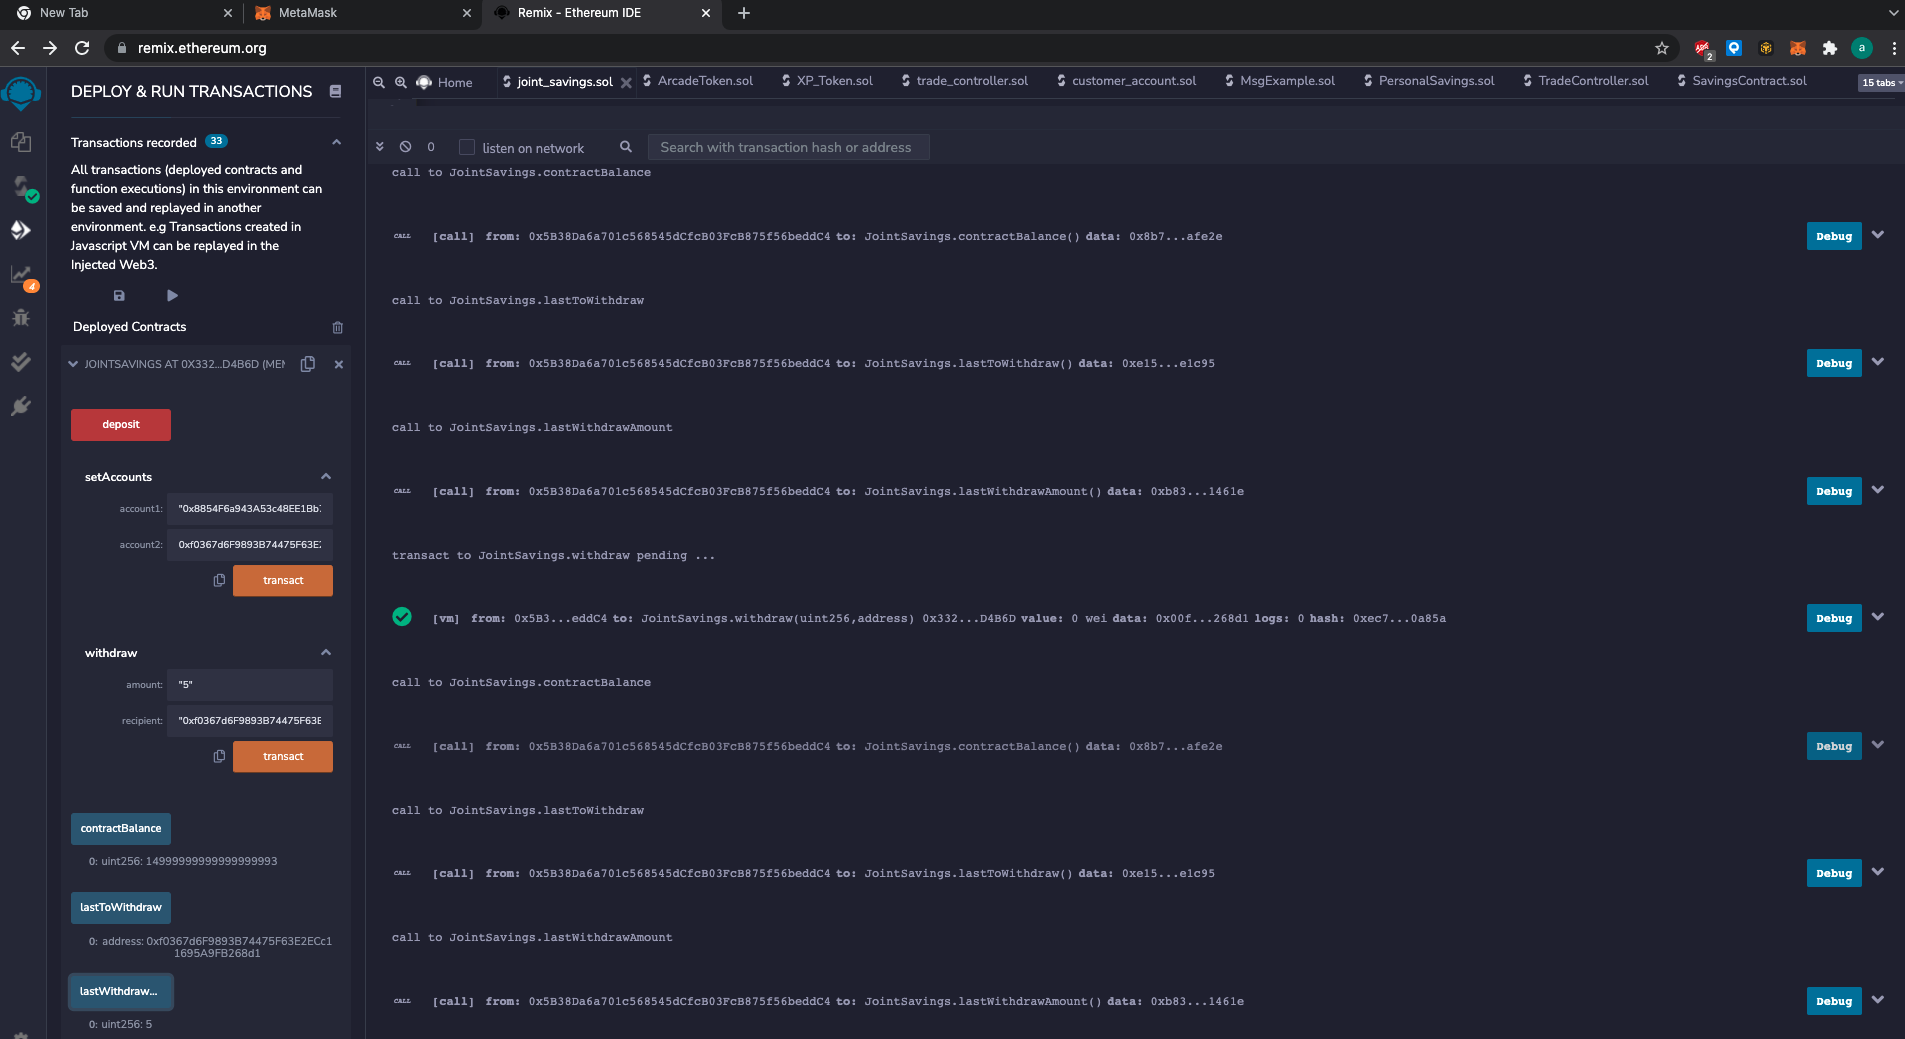 New Tab
MetaMask
Remix - Ethereum IDE
remix.ethereum.org
2
a
DEPLOY & RUN TRANSACTIONS
Home
joint_savings.sol
ArcadeToken.sol
XP_Token.sol
trade_controller.sol
customer_account.sol
MsgExample.sol
PersonalSavings.sol
TradeController.sol
SavingsContract.sol
15 tabs
4
Transactions recorded 33
All transactions (deployed contracts and
function executions) in this environment can
be saved and replayed in another
environment. e.g Transactions created in
Javascript VM can be replayed in the
Injected Web3.
Deployed Contracts
JOINTSAVINGS AT 0X332...D4B6D (MEM
deposit
setAccounts
account1: "0x8854F6a943A53c48EE1Bb7
account2: 0xf0367d6F9893B74475F63E2
transact
withdraw
amount: "5"
recipient: "0xf0367d6F9893B74475F63E
transact
contractBalance
0: uint256: 14999999999999999993
lastToWithdraw
0: address: 0xf0367d6F9893B74475F63E2ECc1
1695A9FB268d1
lastWithdraw...
0: uint256: 5
0
listen on network
Search with transaction hash or address
call to JointSavings.contractBalance
CALL [call] from: 0x5B38Da6a701c568545dCfcB03FcB875f56beddC4 to: JointSavings.contractBalance() data: 0x8b7...afe2e
Debug
call to JointSavings.lastToWithdraw
CALL [call] from: 0x5B38Da6a701c568545dCfcB03FcB875f56beddC4 to: JointSavings.lastToWithdraw() data: 0xe15...e1c95
Debug
call to JointSavings.lastWithdrawAmount
CALL [call] from: 0x5B38Da6a701c568545dCfcB03FcB875f56beddC4 to: JointSavings.lastWithdrawAmount() data: 0xb83...1461e
Debug
transact to JointSavings.withdraw pending ...
[vm] from: 0x5B3...eddC4 to: JointSavings.withdraw(uint256,address) 0x332...D4B6D value: 0 wei data: 0x00f...268d1 logs: 0 hash: 0xec7...0a85a
Debug
call to JointSavings.contractBalance
CALL [call] from: 0x5B38Da6a701c568545dCfcB03FcB875f56beddC4 to: JointSavings.contractBalance() data: 0x8b7...afe2e
Debug
call to JointSavings.lastToWithdraw
CALL [call] from: 0x5B38Da6a701c568545dCfcB03FcB875f56beddC4 to: JointSavings.lastToWithdraw() data: 0xe15...e1c95
Debug
call to JointSavings.lastWithdrawAmount
CALL [call] from: 0x5B38Da6a701c568545dCfcB03FcB875f56beddC4 to: JointSavings.lastWithdrawAmount() data: 0xb83...1461e
Debug